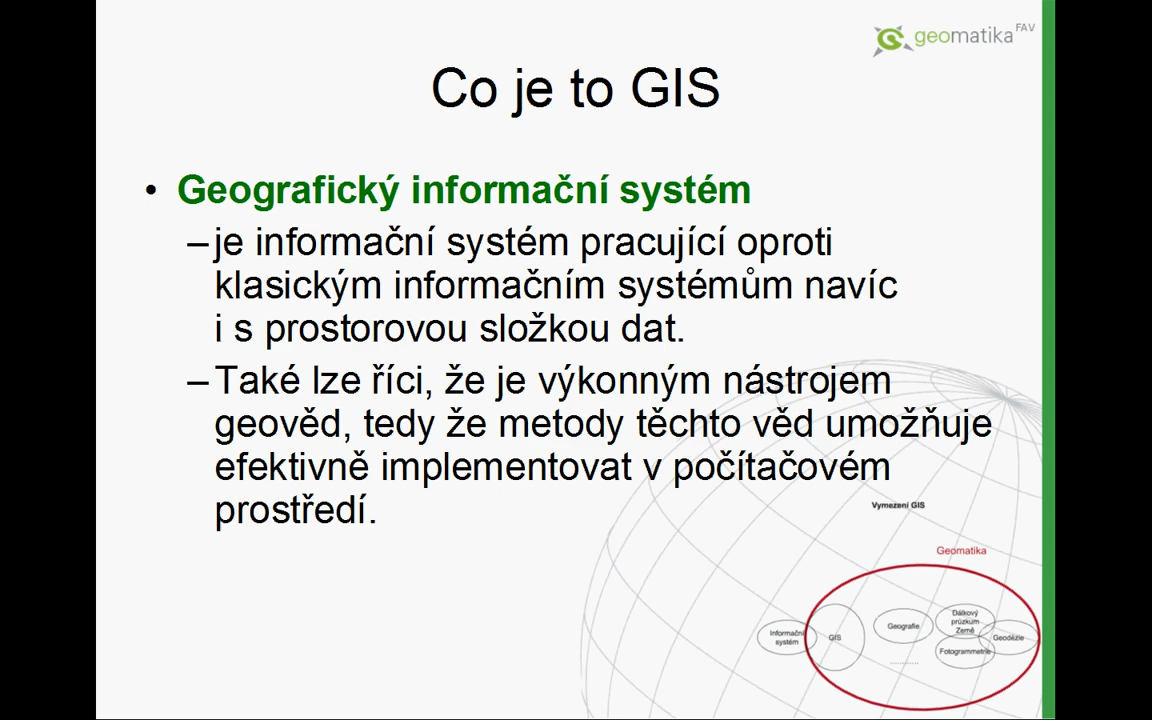 geomatika FAV
Co je to GIS
• Geografický informační systém
– je informační systém pracující oproti
klasickým informačním systémům navíc
i s prostorovou složkou dat.
– Také lze říci, že je výkonným nástrojem
geověd, tedy že metody těchto věd umožňuje
efektivně implementovat v počítačovém
prostředí.
Vymezení GIS
Geomatika
Informační
systém
GIS
Geografie
Dálkový
průzkum
Země
Geodézie
Fotogrammetrie
............